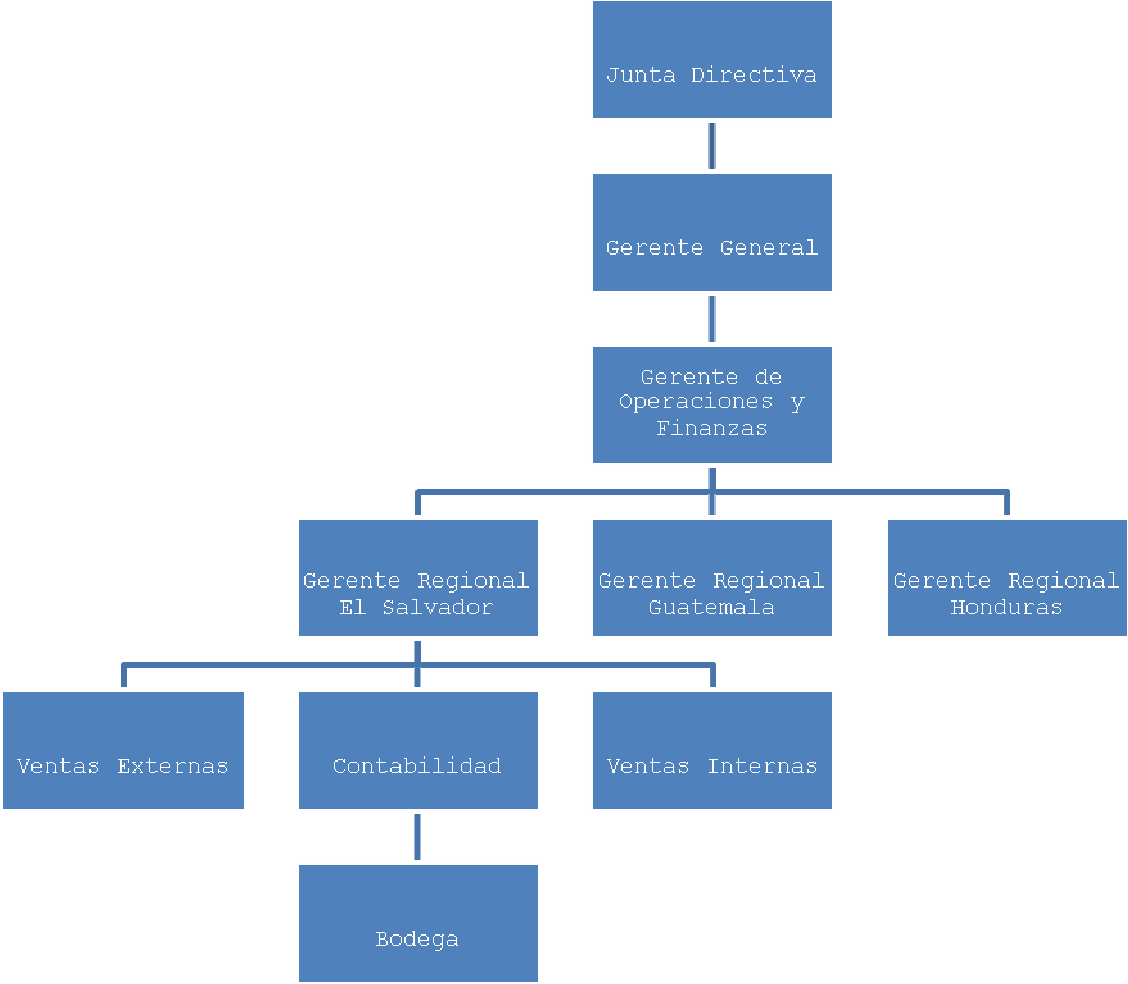 Junta Directiva
Gerente General
Gerente de
Operaciones y
Finanzas
Gerente Regional
El Salvador
Gerente Regional
Guatemala
Gerente Regional
Honduras
Ventas Externas
Contabilidad
Ventas Internas
Bodega